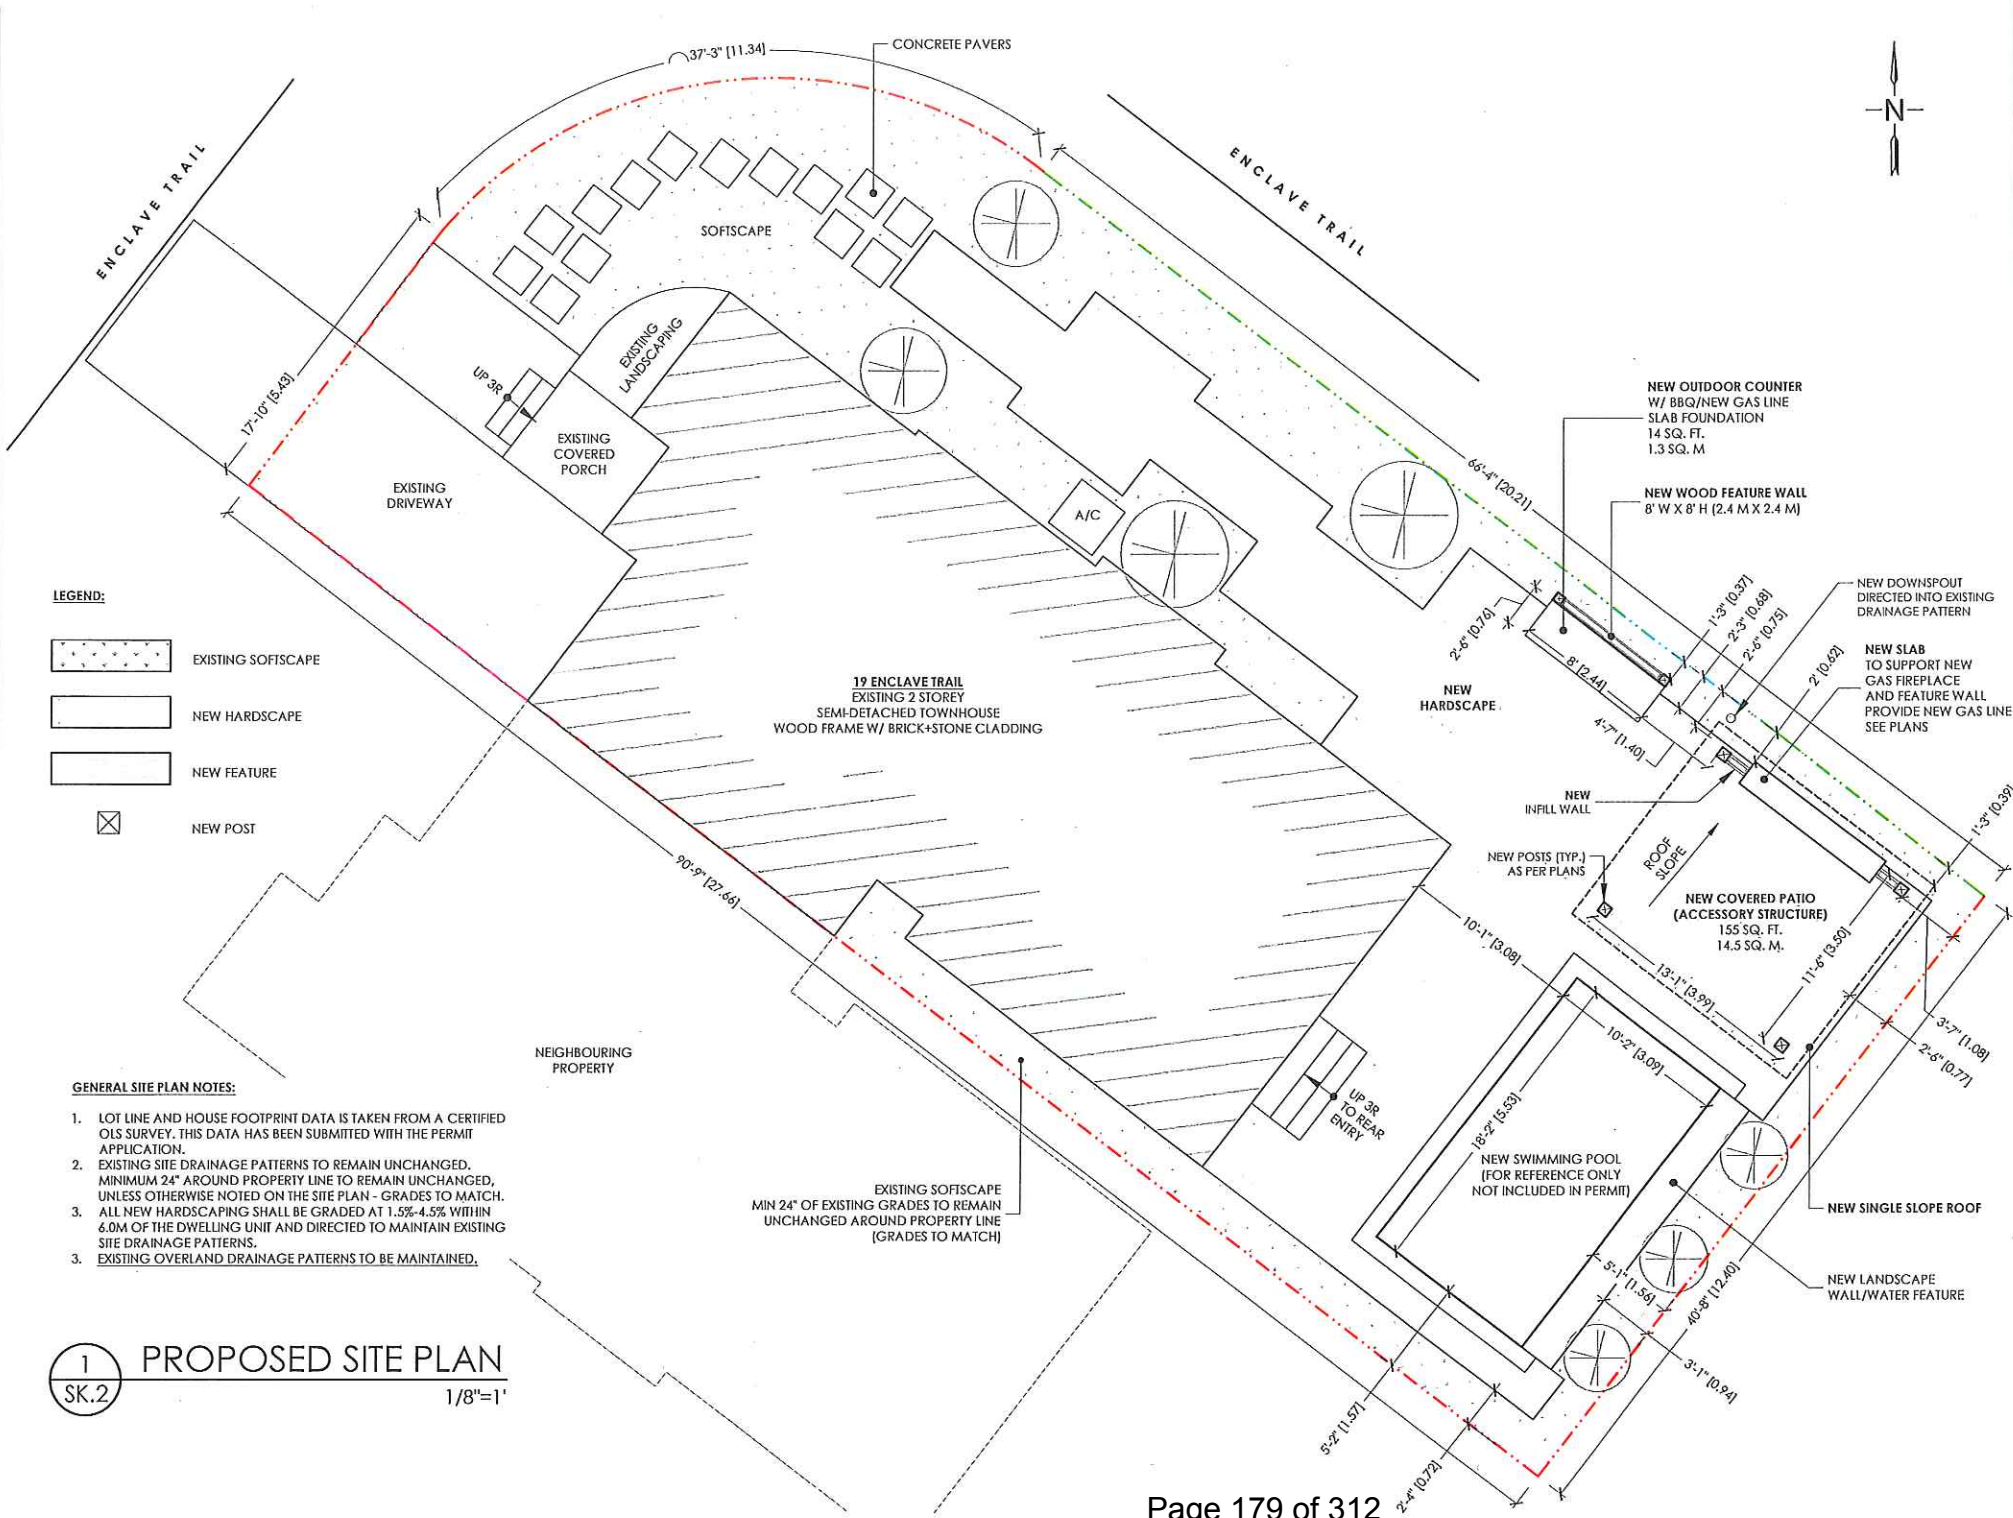 37'-3" [11.34]
CONCRETE PAVERS
N
ENCLAVE TRAIL
ENCLAVE TRAIL
SOFTSCAPE
EXISTING
LANDSCAPING
UP 3R
17'-10" [5.43]
EXISTING
COVERED
PORCH
EXISTING
DRIVEWAY
A/C
66'-4" [20.21]
NEW OUTDOOR COUNTER
W/ BBQ/NEW GAS LINE
SLAB FOUNDATION
14 SQ. FT.
1.3 SQ. M
NEW WOOD FEATURE WALL
8' W X 8' H (2.4 M X 2.4 M)
NEW DOWNSPOUT
DIRECTED INTO EXISTING
DRAINAGE PATTERN
1'-3" [0.37]
2'-3" [0.68]
2'-6" [0.75]
2'-6" [0.76]
8' [2.44]
4'-7" [1.40]
2' [0.62]
NEW SLAB
TO SUPPORT NEW
GAS FIREPLACE
AND FEATURE WALL
PROVIDE NEW GAS LINE
SEE PLANS
LEGEND:
EXISTING SOFTSCAPE
NEW HARDSCAPE
NEW FEATURE
NEW POST
19 ENCLAVE TRAIL
EXISTING 2 STOREY
SEMI-DETACHED TOWNHOUSE
WOOD FRAME W/ BRICK+STONE CLADDING
NEW
HARDSCAPE
NEW
INFILL WALL
1'-3" [0.39]
ROOF
SLOPE
NEW POSTS (TYP.)
AS PER PLANS
NEW COVERED PATIO
(ACCESSORY STRUCTURE)
155 SQ. FT.
14.5 SQ. M.
90'-9" [27.66]
10'-1" [3.08]
13'-1" [3.99]
11'-6" [3.50]
3'-7" [1.08]
2'-6" [0.77]
10'-2" [3.09]
18'-2" [5.53]
NEIGHBOURING
PROPERTY
UP 3R
TO REAR
ENTRY
NEW SWIMMING POOL
(FOR REFERENCE ONLY
NOT INCLUDED IN PERMIT)
EXISTING SOFTSCAPE
MIN 24" OF EXISTING GRADES TO REMAIN
UNCHANGED AROUND PROPERTY LINE
(GRADES TO MATCH)
NEW SINGLE SLOPE ROOF
NEW LANDSCAPE
WALL/WATER FEATURE
5'-1" [1.56]
40'-8" [12.40]
3'-1" [0.94]
5'-2" [1.57]
2'-4" [0.72]
GENERAL SITE PLAN NOTES:
1. LOT LINE AND HOUSE FOOTPRINT DATA IS TAKEN FROM A CERTIFIED
OLS SURVEY. THIS DATA HAS BEEN SUBMITTED WITH THE PERMIT
APPLICATION.
2. EXISTING SITE DRAINAGE PATTERNS TO REMAIN UNCHANGED.
MINIMUM 24" AROUND PROPERTY LINE TO REMAIN UNCHANGED,
UNLESS OTHERWISE NOTED ON THE SITE PLAN - GRADES TO MATCH.
3. ALL NEW HARDSCAPING SHALL BE GRADED AT 1.5%-4.5% WITHIN
6.0M OF THE DWELLING UNIT AND DIRECTED TO MAINTAIN EXISTING
SITE DRAINAGE PATTERNS.
3. EXISTING OVERLAND DRAINAGE PATTERNS TO BE MAINTAINED.
1
SK.2
PROPOSED SITE PLAN
1/8"=1'
Page 179 of 312